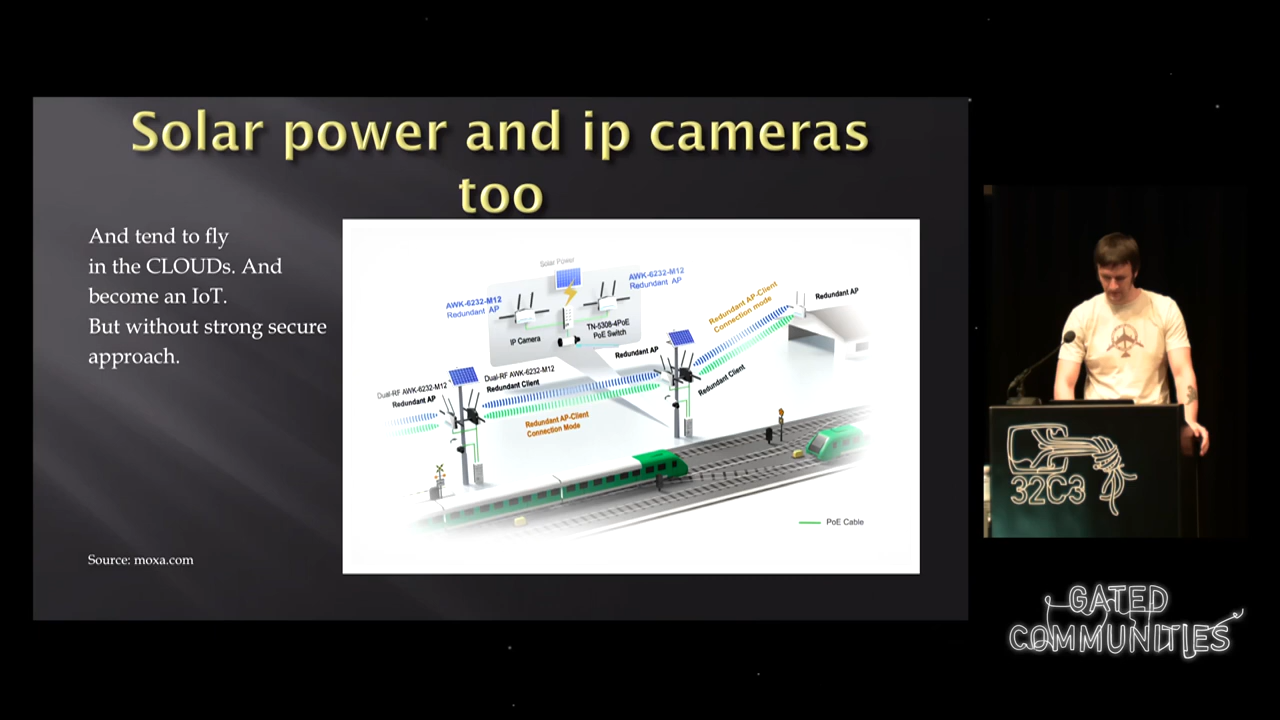 Solar power and ip cameras
too
And tend to fly
in the CLOUDs. And
become an IoT.
But without strong secure
approach.
Source: moxa.com
Solar Power
AWK-6232-M12
Redundant AP
AWK-6232-M12
Redundant AP
IP Camera
TN-5308-4PoE
PoE Switch
Redundant AP-Client
Connection mode
Redundant AP
Redundant AP
Redundant Client
Dual-RF AWK-6232-M12
Redundant AP
Dual-RF AWK-6232-M12
Redundant Client
Redundant AP-Client
Connection Mode
PoE Cable
32C3
GATED
COMMUNITIES